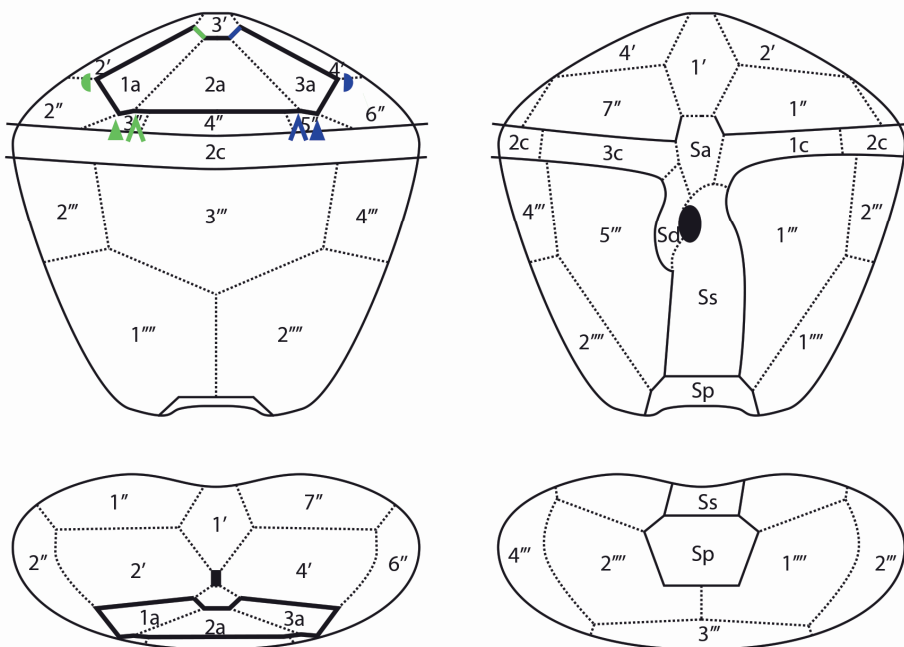 3′
2′ 4′
1a 2a 3a
2″ 3″ 4″ 5″ 6″
2c
2‴ 3‴ 4‴
1⁗ 2⁗
4′ 1′ 2′
7″ 1″
2c 3c Sa 1c 2c
4‴ 5‴ Sd 1‴ 2‴
Ss
2⁗ 1⁗
Sp
1″ 7″
1′
2″ 2′ 4′ 6″
1a 2a 3a
Ss
4‴ 2⁗ Sp 1⁗ 2‴
3‴